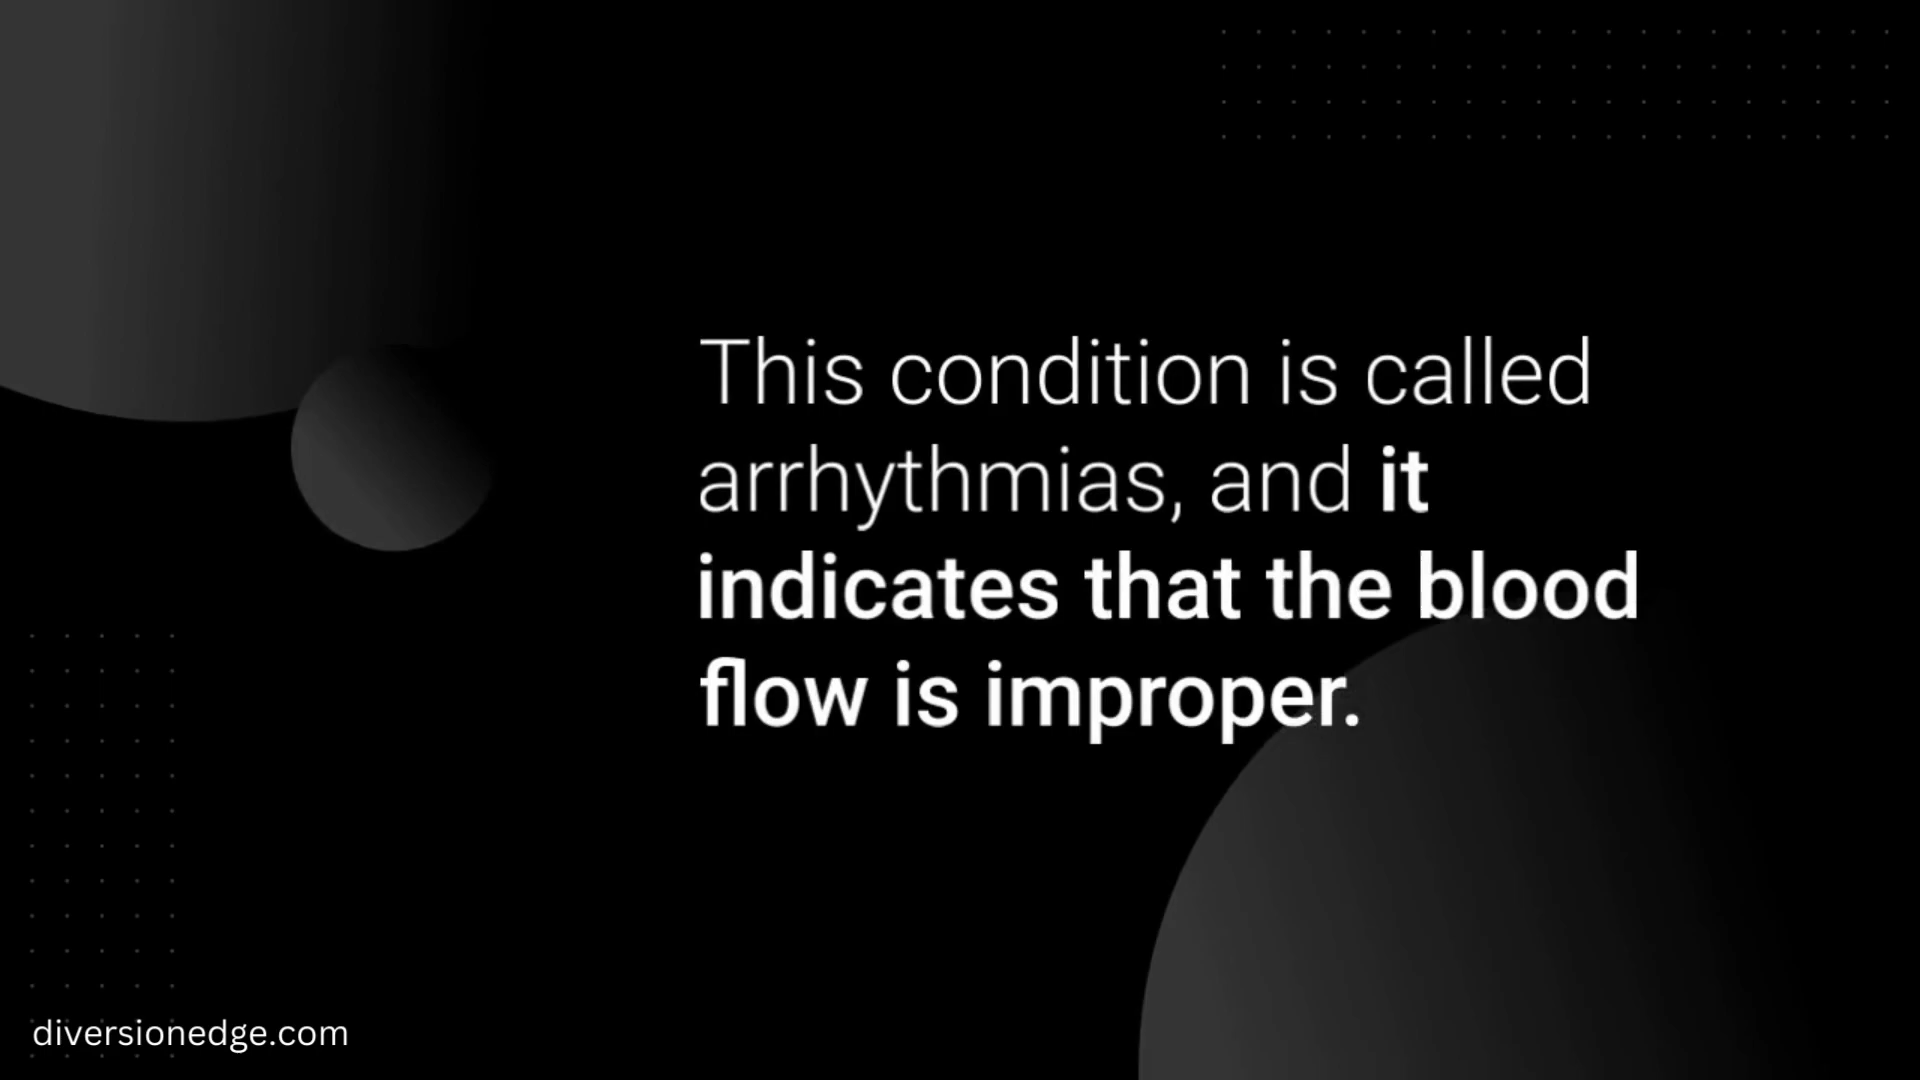 This condition is called
arrhythmias, and it
indicates that the blood
flow is improper.
diversionedge.com